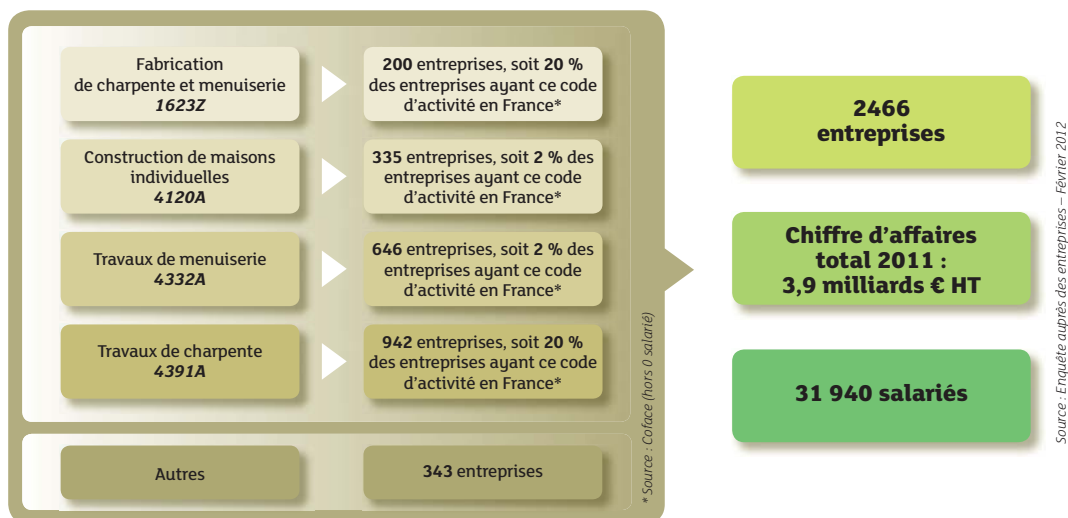 Fabrication
de charpente et menuiserie
1623Z
200 entreprises, soit 20 %
des entreprises ayant ce code
d'activité en France*
Construction de maisons
individuelles
4120A
335 entreprises, soit 2 % des
entreprises ayant ce code
d'activité en France*
Travaux de menuiserie
4332A
646 entreprises, soit 2 % des
entreprises ayant ce code
d'activité en France*
Travaux de charpente
4391A
942 entreprises, soit 20 %
des entreprises ayant ce code
d'activité en France*
Autres
343 entreprises
* Source : Coface (hors 0 salarié)
2466
entreprises
Chiffre d'affaires
total 2011 :
3,9 milliards € HT
31 940 salariés
Source : Enquête auprès des entreprises – Février 2012